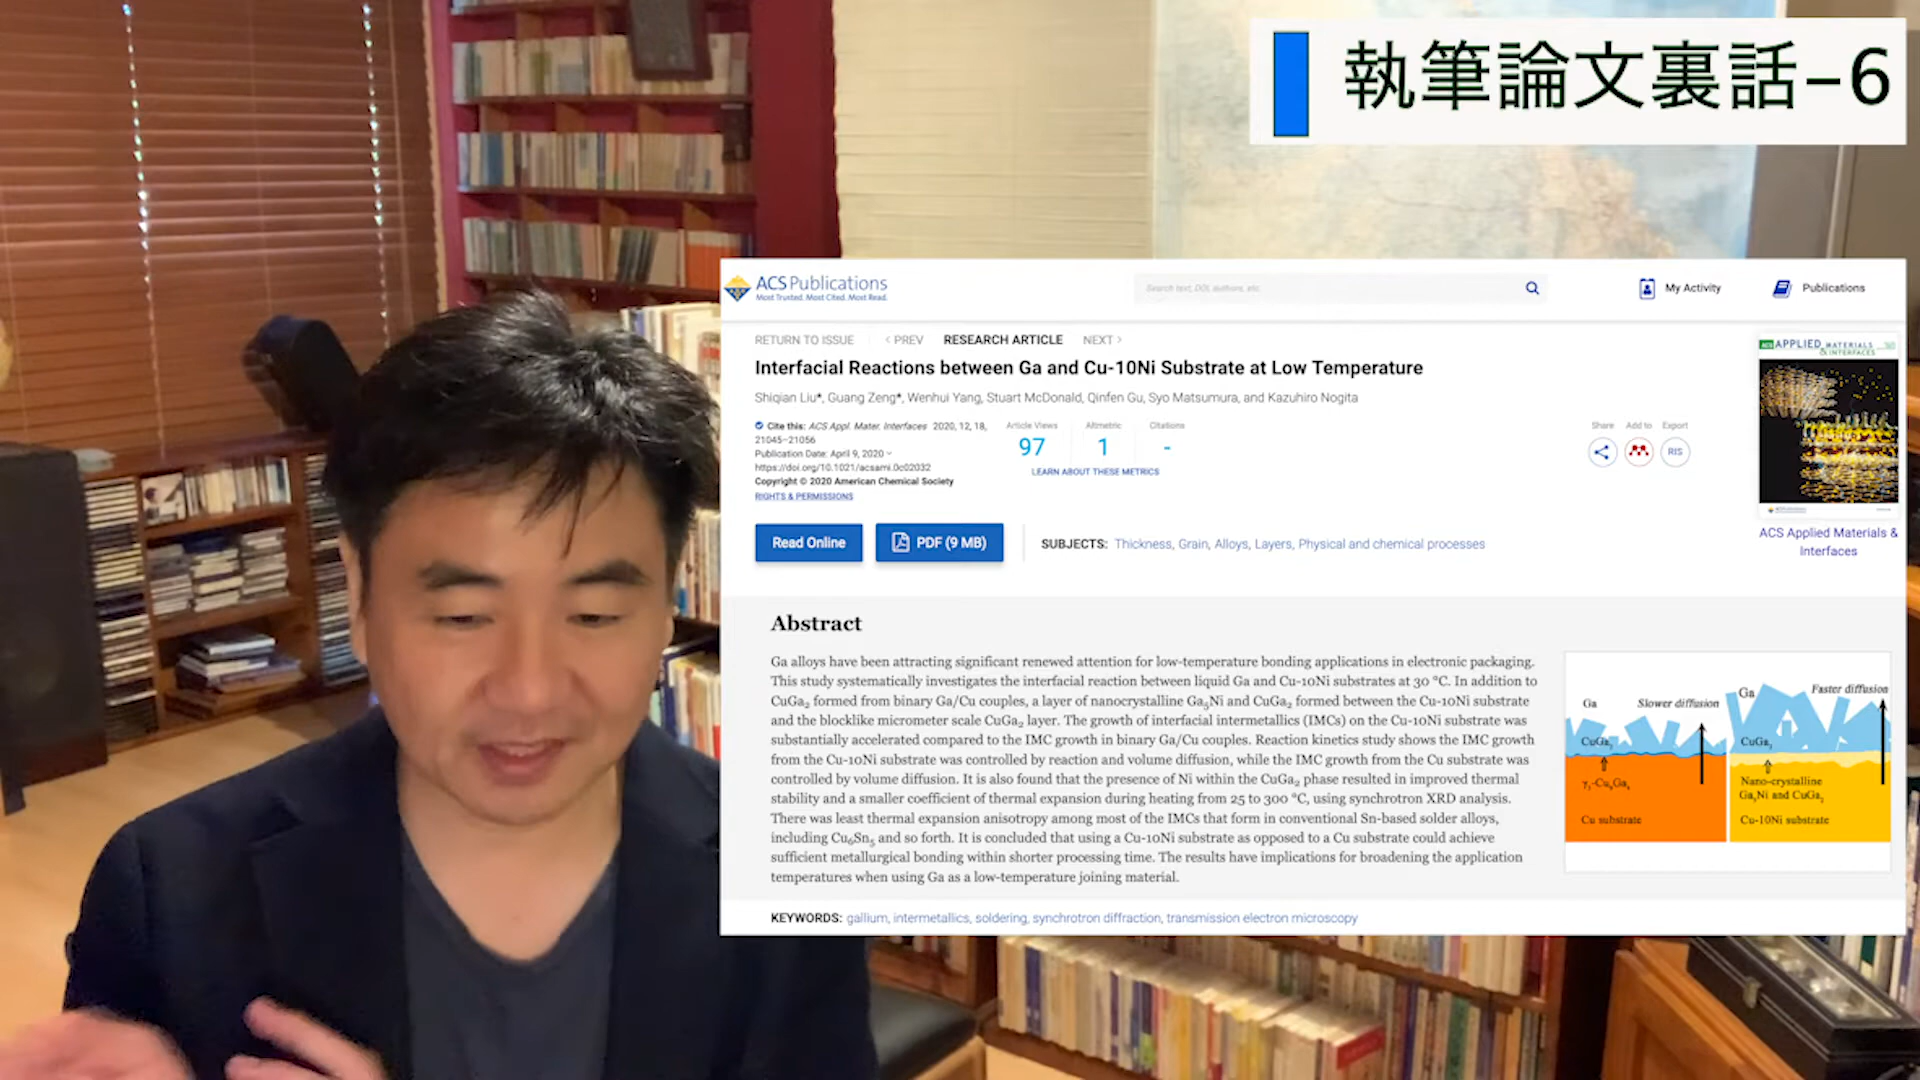 執筆論文裏話-6
ACS Publications
Most Trusted. Most Cited. Most Read.
Search text, DOI, authors, etc.
My Activity
Publications
RETURN TO ISSUE
< PREV
RESEARCH ARTICLE
NEXT >
Interfacial Reactions between Ga and Cu-10Ni Substrate at Low Temperature
Shiqian Liu*, Guang Zeng*, Wenhui Yang, Stuart McDonald, Qinfen Gu, Syo Matsumura, and Kazuhiro Nogita
Cite this: ACS Appl. Mater. Interfaces 2020, 12, 18,
21045–21056
Publication Date: April 9, 2020
https://doi.org/10.1021/acsami.0c02032
Copyright © 2020 American Chemical Society
RIGHTS & PERMISSIONS
Article Views
97
Altmetric
1
Citations
-
LEARN ABOUT THESE METRICS
Share
Add to
Export
RIS
ACS APPLIED MATERIALS
& INTERFACES
ACS Applied Materials &
Interfaces
Read Online
PDF (9 MB)
SUBJECTS: Thickness, Grain, Alloys, Layers, Physical and chemical processes
Abstract
Ga alloys have been attracting significant renewed attention for low-temperature bonding applications in electronic packaging.
This study systematically investigates the interfacial reaction between liquid Ga and Cu-10Ni substrates at 30 °C. In addition to
CuGa₂ formed from binary Ga/Cu couples, a layer of nanocrystalline Ga₅Ni and CuGa₂ formed between the Cu-10Ni substrate
and the blocklike micrometer scale CuGa₂ layer. The growth of interfacial intermetallics (IMCs) on the Cu-10Ni substrate was
substantially accelerated compared to the IMC growth in binary Ga/Cu couples. Reaction kinetics study shows the IMC growth
from the Cu-10Ni substrate was controlled by reaction and volume diffusion, while the IMC growth from the Cu substrate was
controlled by volume diffusion. It is also found that the presence of Ni within the CuGa₂ phase resulted in improved thermal
stability and a smaller coefficient of thermal expansion during heating from 25 to 300 °C, using synchrotron XRD analysis.
There was least thermal expansion anisotropy among most of the IMCs that form in conventional Sn-based solder alloys,
including Cu₆Sn₅ and so forth. It is concluded that using a Cu-10Ni substrate as opposed to a Cu substrate could achieve
sufficient metallurgical bonding within shorter processing time. The results have implications for broadening the application
temperatures when using Ga as a low-temperature joining material.
Ga
Slower diffusion
CuGa₂
γ₃-Cu₉Ga₄
Cu substrate
Ga
Faster diffusion
CuGa₂
Nano-crystalline
Ga₅Ni and CuGa₂
Cu-10Ni substrate
KEYWORDS: gallium, intermetallics, soldering, synchrotron diffraction, transmission electron microscopy